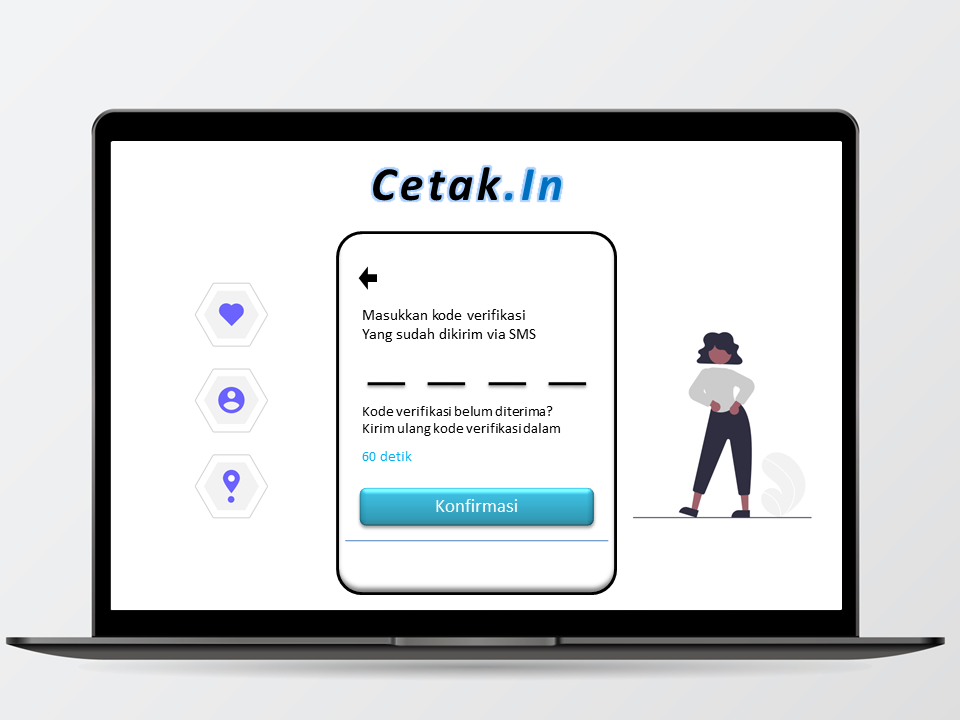 Cetak.In
Masukkan kode verifikasi
Yang sudah dikirim via SMS
Kode verifikasi belum diterima?
Kirim ulang kode verifikasi dalam
60 detik
Konfirmasi